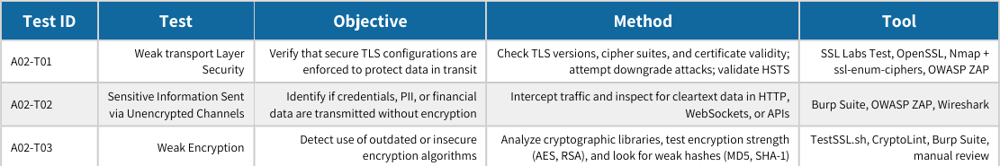 Test ID Test Objective Method Tool
A02-T01
Weak transport Layer
Security
Verify that secure TLS configurations are
enforced to protect data in transit
Check TLS versions, cipher suites, and certificate validity;
attempt downgrade attacks; validate HSTS
SSL Labs Test, OpenSSL, Nmap +
ssl-enum-ciphers, OWASP ZAP
A02-T02
Sensitive Information Sent
via Unencrypted Channels
Identify if credentials, PII, or financial
data are transmitted without encryption
Intercept traffic and inspect for cleartext data in HTTP,
WebSockets, or APIs
Burp Suite, OWASP ZAP, Wireshark
A02-T03
Weak Encryption
Detect use of outdated or insecure
encryption algorithms
Analyze cryptographic libraries, test encryption strength
(AES, RSA), and look for weak hashes (MD5, SHA-1)
TestSSL.sh, CryptoLint, Burp Suite,
manual review